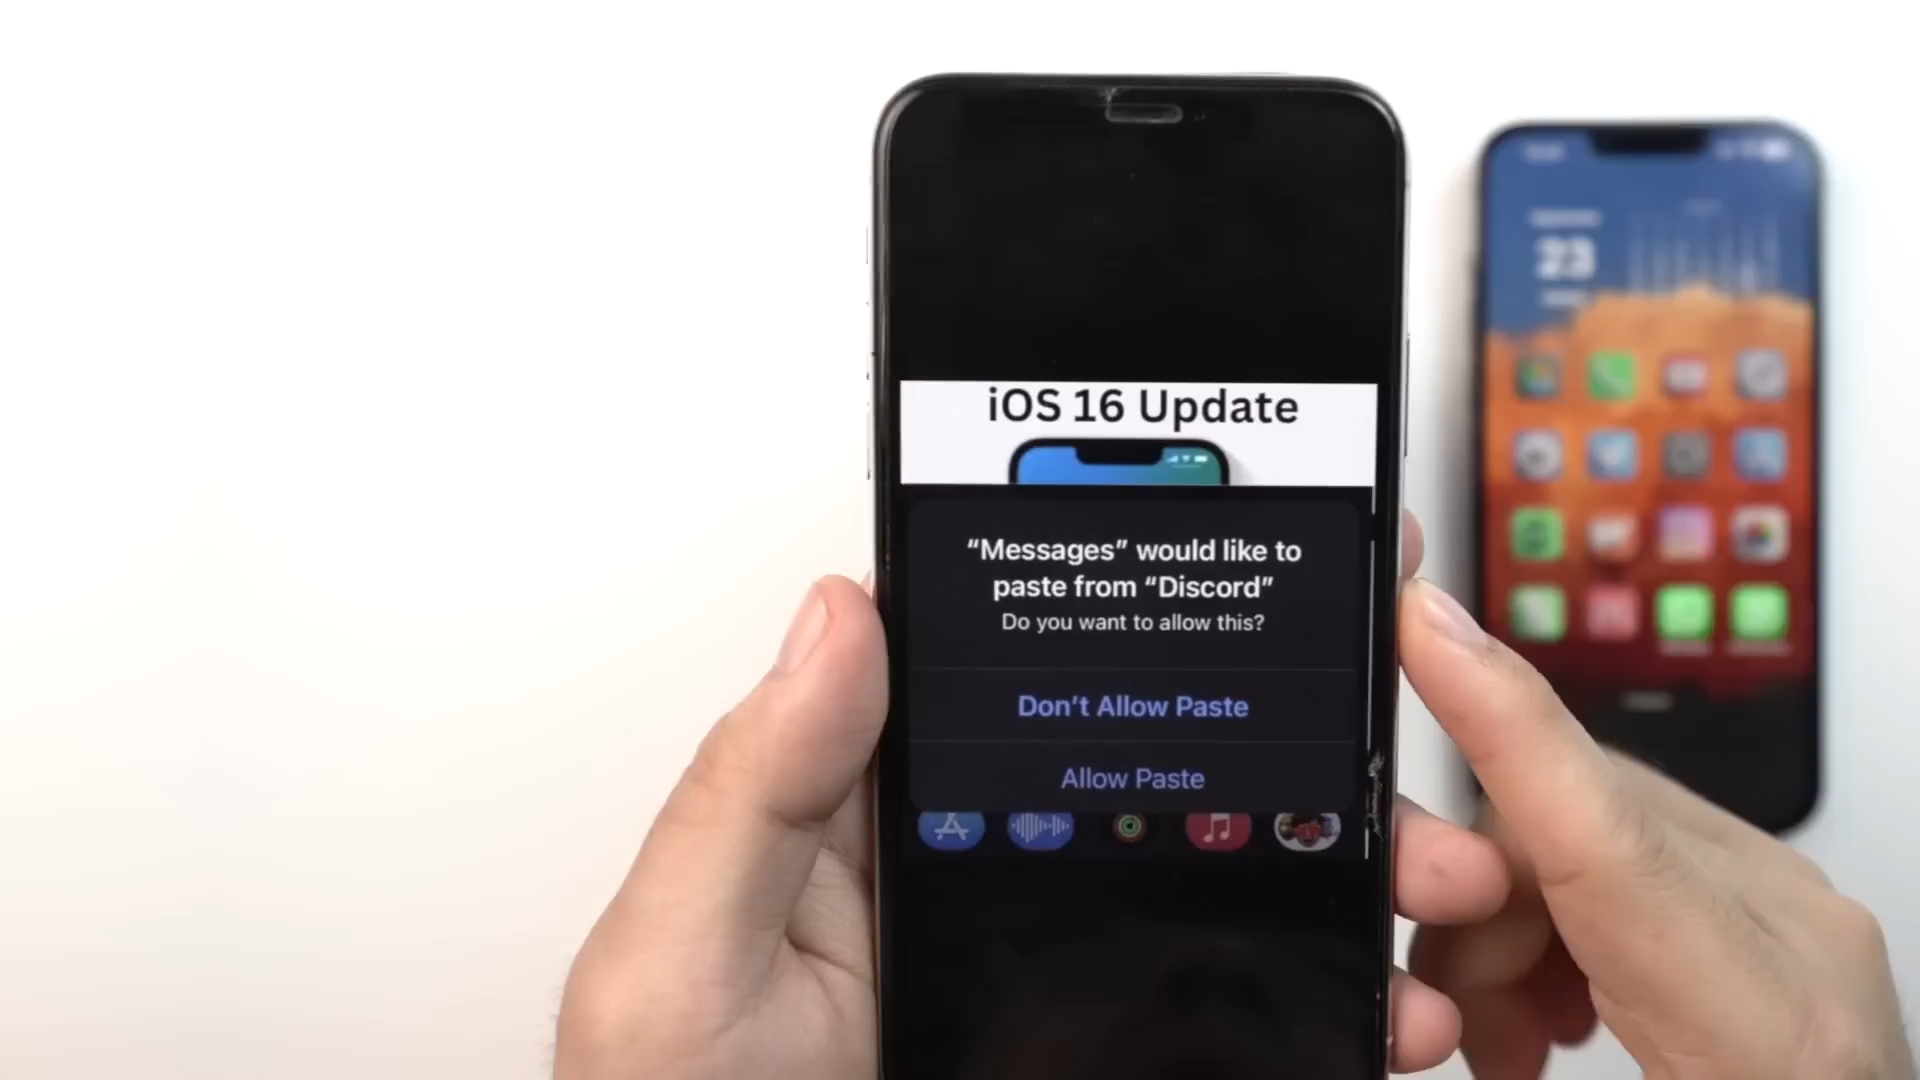 iOS 16 Update
“Messages” would like to
paste from “Discord”
Do you want to allow this?
Don’t Allow Paste
Allow Paste
23